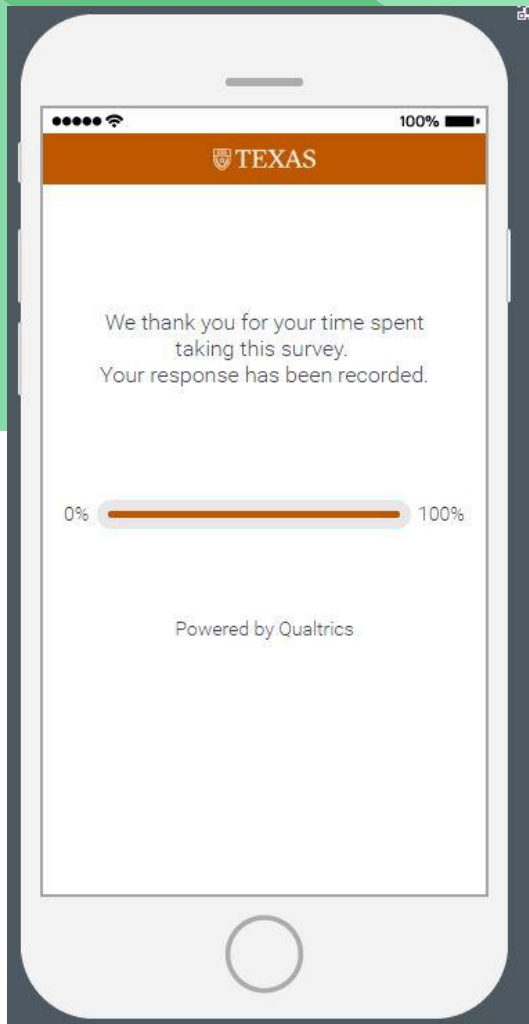 100%
TEXAS
We thank you for your time spent
taking this survey.
Your response has been recorded.
0% 100%
Powered by Qualtrics